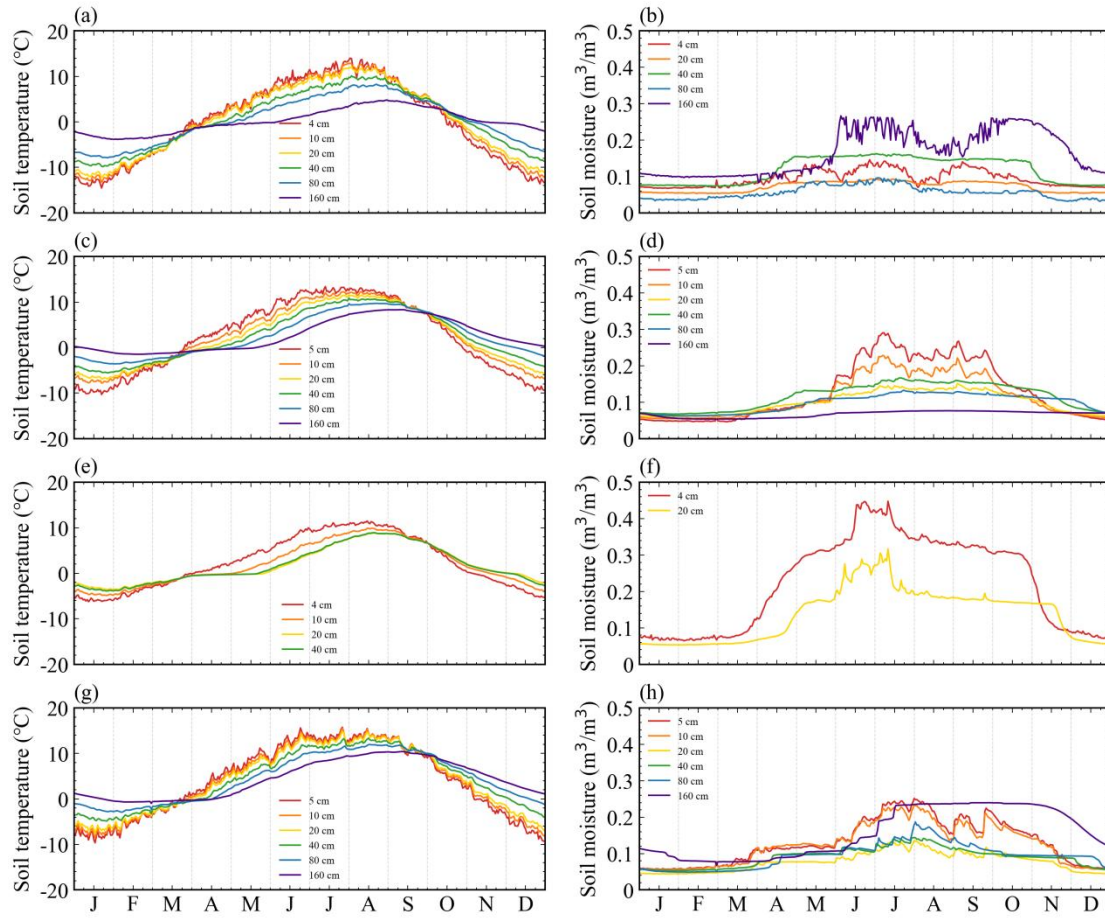 (a)
Soil temperature (℃)
20
10
0
-10
-20
4 cm
10 cm
20 cm
40 cm
80 cm
160 cm
(b)
Soil moisture (m³/m³)
0.5
0.4
0.3
0.2
0.1
0
4 cm
20 cm
40 cm
80 cm
160 cm
(c)
Soil temperature (℃)
20
10
0
-10
-20
5 cm
10 cm
20 cm
40 cm
80 cm
160 cm
(d)
Soil moisture (m³/m³)
0.5
0.4
0.3
0.2
0.1
0
5 cm
10 cm
20 cm
40 cm
80 cm
160 cm
(e)
Soil temperature (℃)
20
10
0
-10
-20
4 cm
10 cm
20 cm
40 cm
(f)
Soil moisture (m³/m³)
0.5
0.4
0.3
0.2
0.1
0
4 cm
20 cm
(g)
Soil temperature (℃)
20
10
0
-10
-20
5 cm
10 cm
20 cm
40 cm
80 cm
160 cm
J F M A M J J A S O N D
(h)
Soil moisture (m³/m³)
0.5
0.4
0.3
0.2
0.1
0
5 cm
10 cm
20 cm
40 cm
80 cm
160 cm
J F M A M J J A S O N D